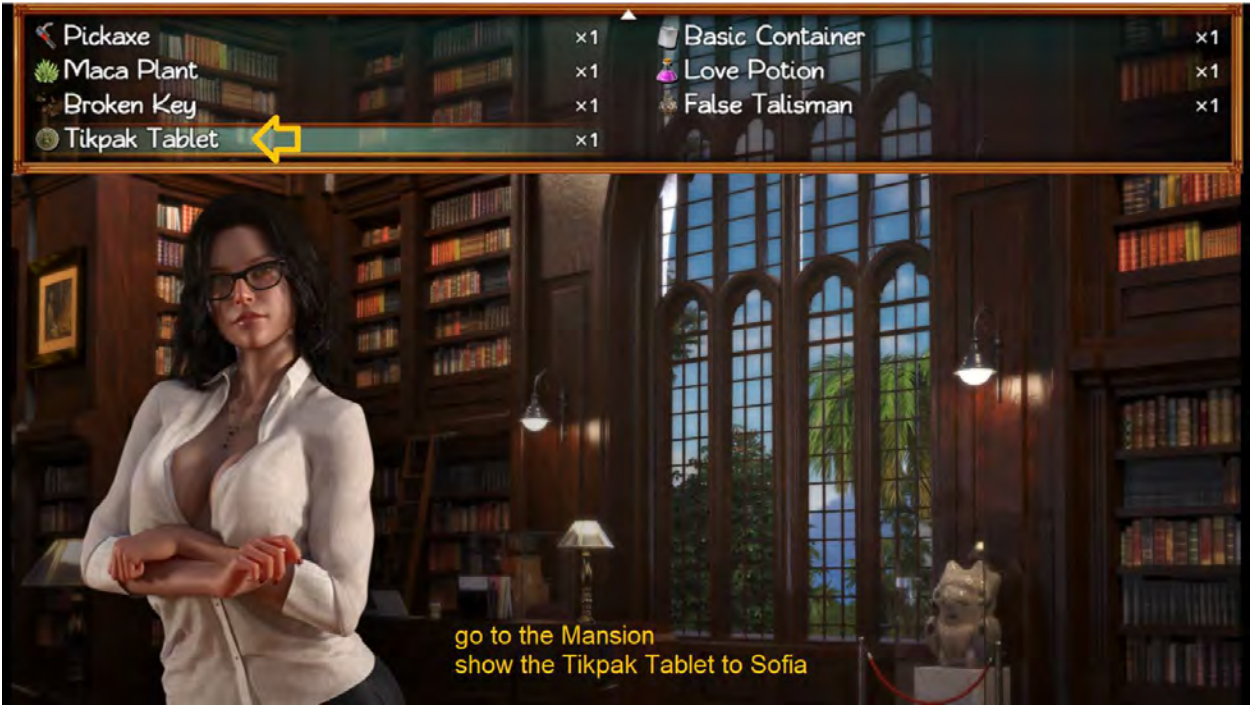 Pickaxe ×1 Basic Container ×1
Maca Plant ×1 Love Potion ×1
Broken Key ×1 False Talisman ×1
Tikpak Tablet ×1
go to the Mansion
show the Tikpak Tablet to Sofia